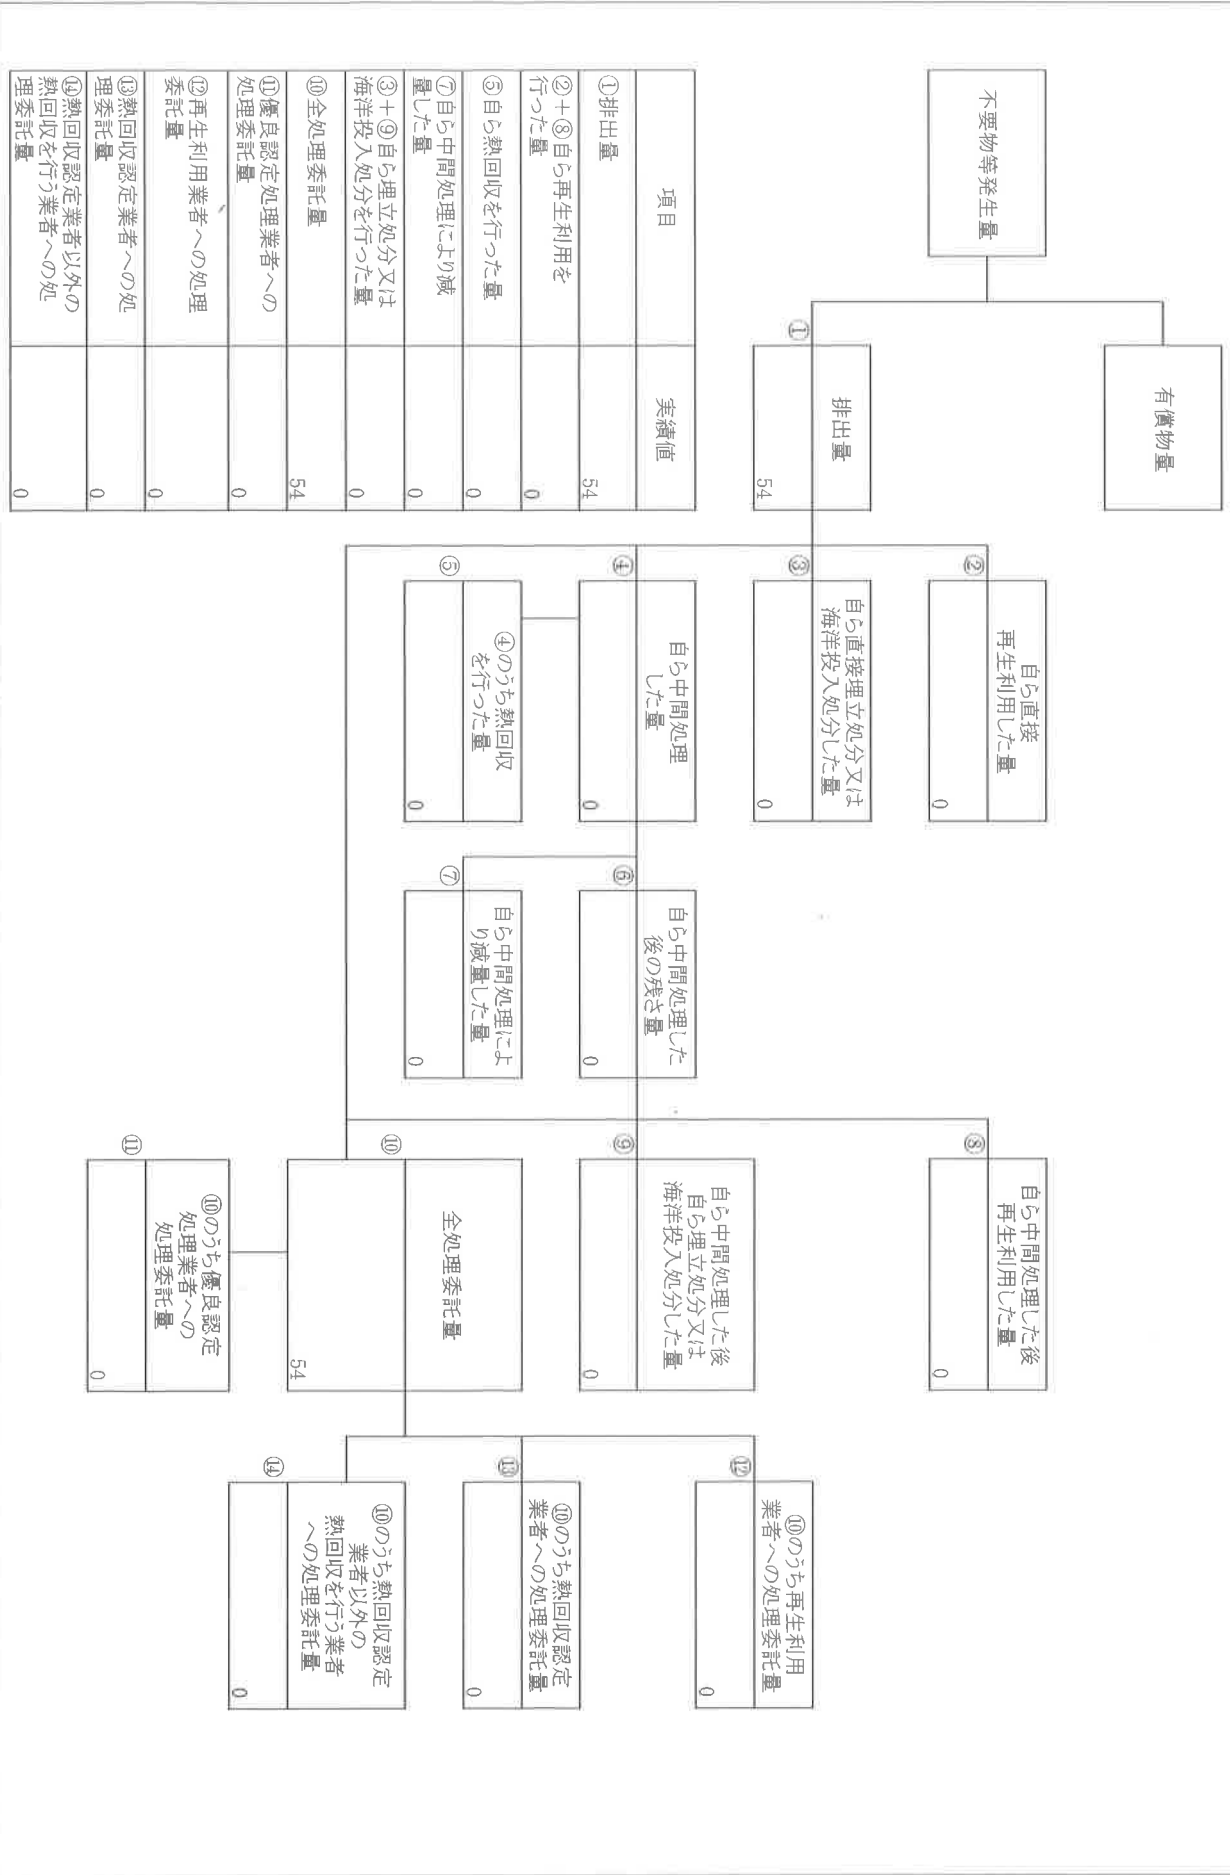 有償物量
不要物等発生量
①
排出量
54
②
自ら直接
再生利用した量
0
③
自ら直接埋立処分又は
海洋投入処分した量
0
④
自ら中間処理
した量
0
⑤
④のうち熱回収
を行った量
0
⑥
自ら中間処理した
後の残さ量
0
⑦
自ら中間処理によ
り減量した量
0
⑧
自ら中間処理した後
再生利用した量
0
⑨
自ら中間処理した後
自ら埋立処分又は
海洋投入処分した量
0
⑩
全処理委託量
54
⑪
⑩のうち優良認定
処理業者への
処理委託量
0
⑫
⑩のうち再生利用
業者への処理委託量
0
⑬
⑩のうち熱回収認定
業者への処理委託量
0
⑭
⑩のうち熱回収認定
業者以外の
熱回収を行う業者
への処理委託量
0
項目 実績値
①排出量 54
②+⑧自ら再生利用を
行った量 0
⑤自ら熱回収を行った量 0
⑦自ら中間処理により減
量した量 0
③+⑨自ら埋立処分又は
海洋投入処分を行った量 0
⑩全処理委託量 54
⑪優良認定処理業者への
処理委託量 0
⑫再生利用業者への処理
委託量 0
⑬熱回収認定業者への処
理委託量 0
⑭熱回収認定業者以外の
熱回収を行う業者への処
理委託量 0